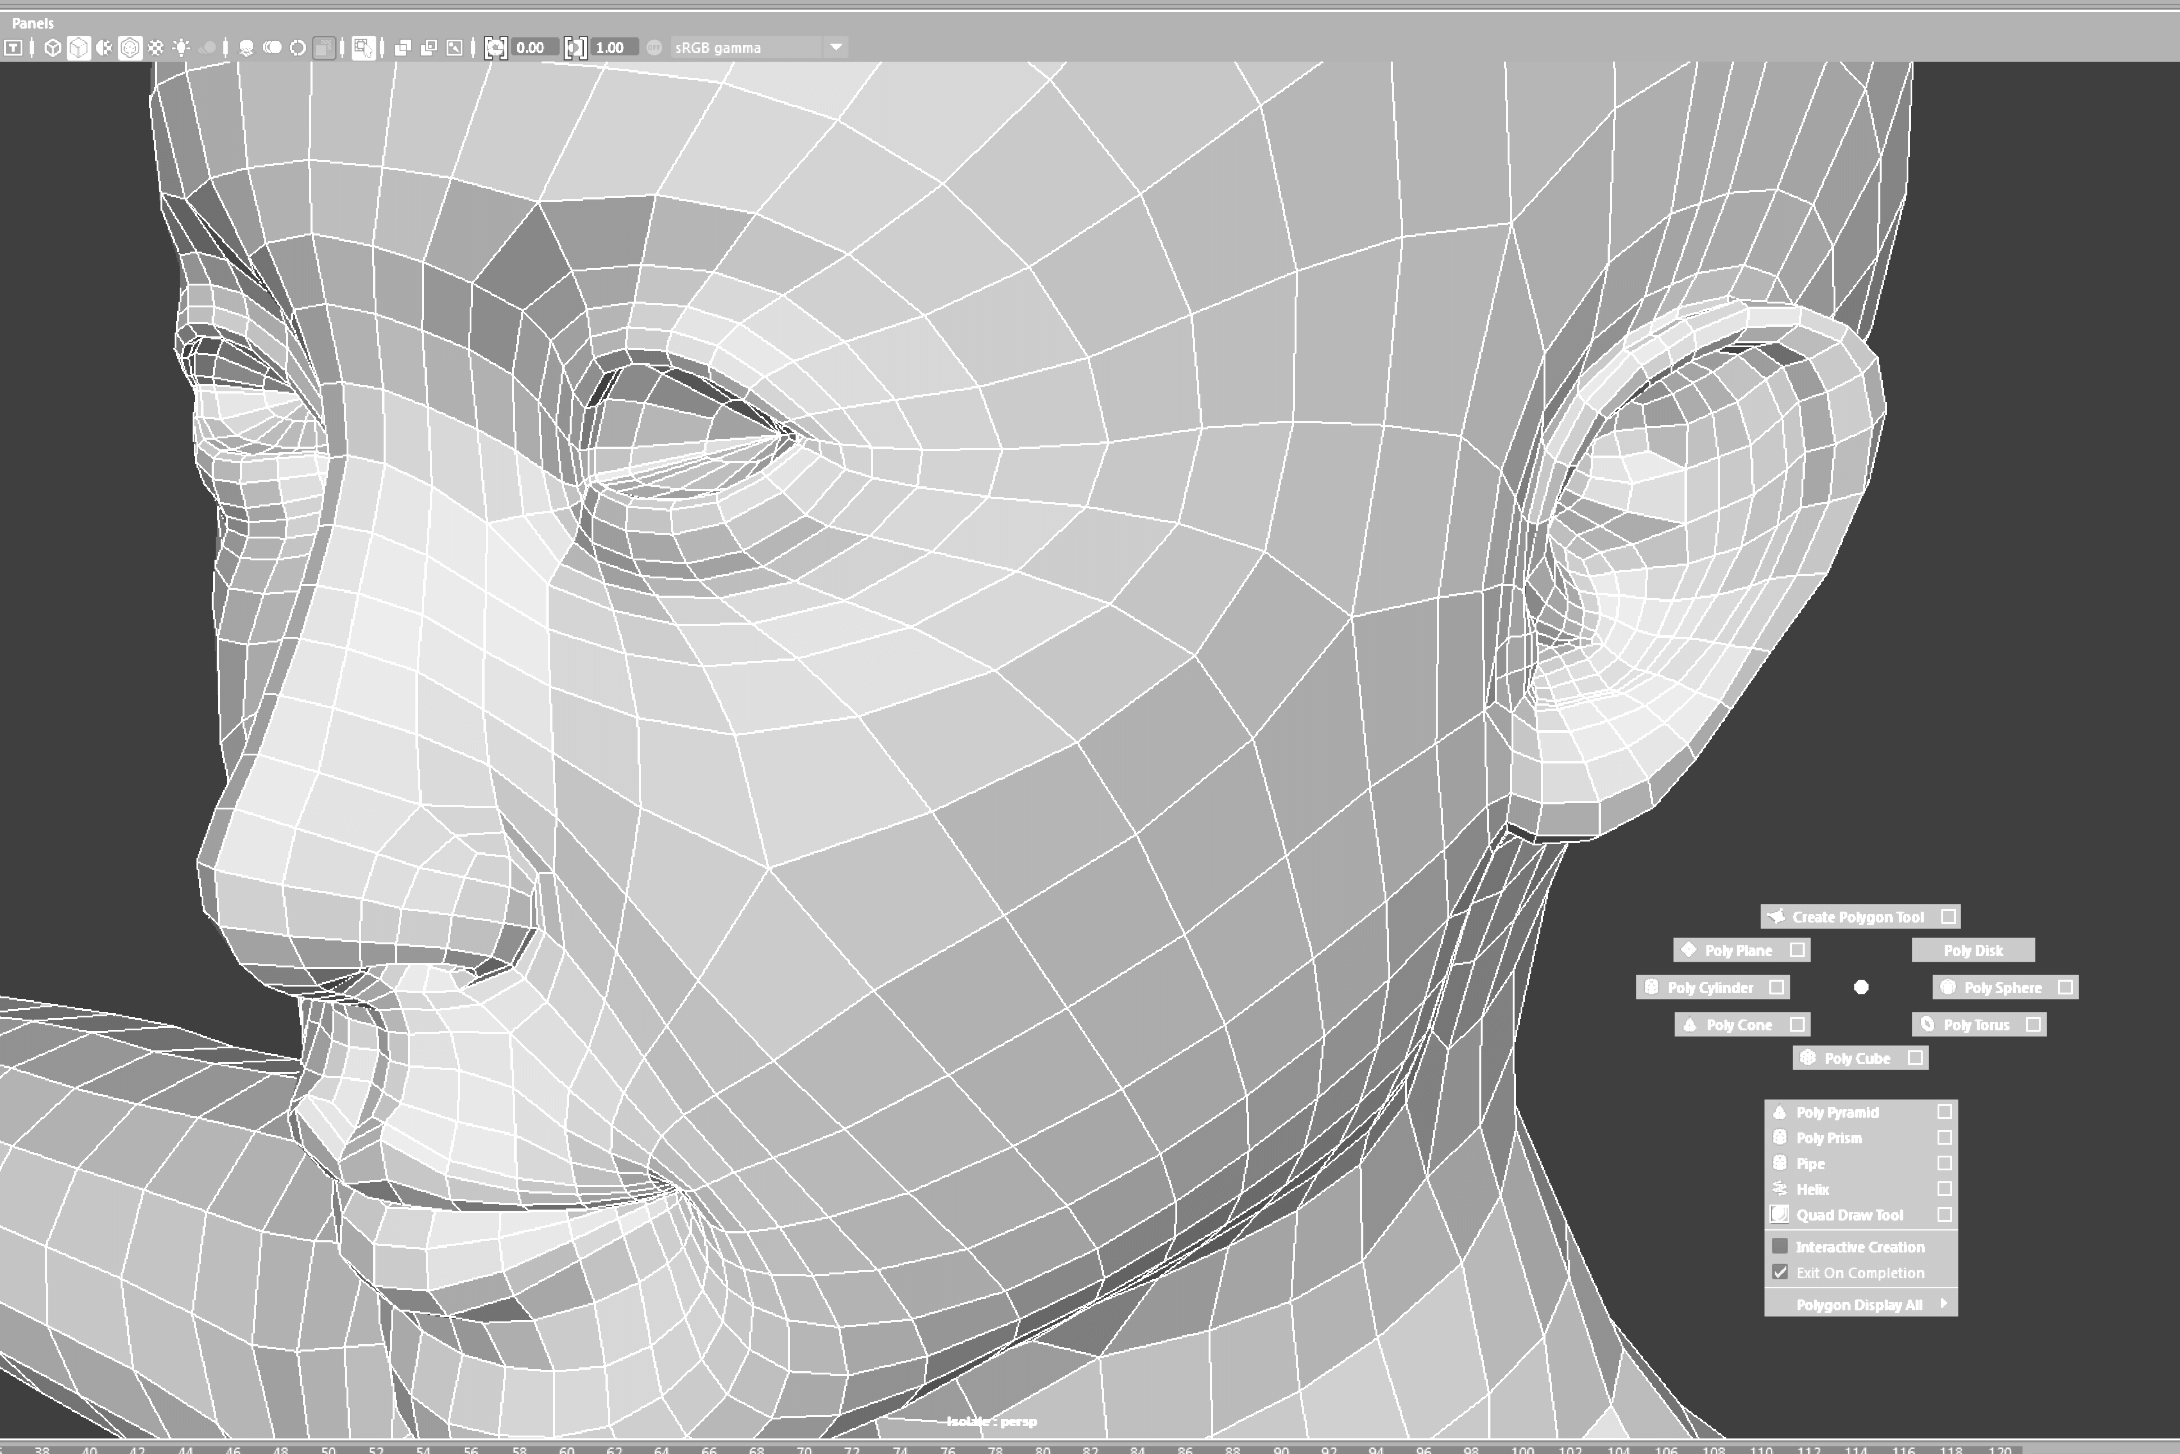 Panels
0.00 1.00 sRGB gamma
Create Polygon Tool
Poly Plane Poly Disk
Poly Cylinder Poly Sphere
Poly Cone Poly Torus
Poly Cube
Poly Pyramid
Poly Prism
Pipe
Helix
Quad Draw Tool
Interactive Creation
Exit On Completion
Polygon Display All
Isolate : persp
38 40 42 44 46 48 50 52 54 56 58 60 62 64 66 68 70 72 74 76 78 80 82 84 86 88 90 92 94 96 98 100 102 104 106 108 110 112 114 116 118 120